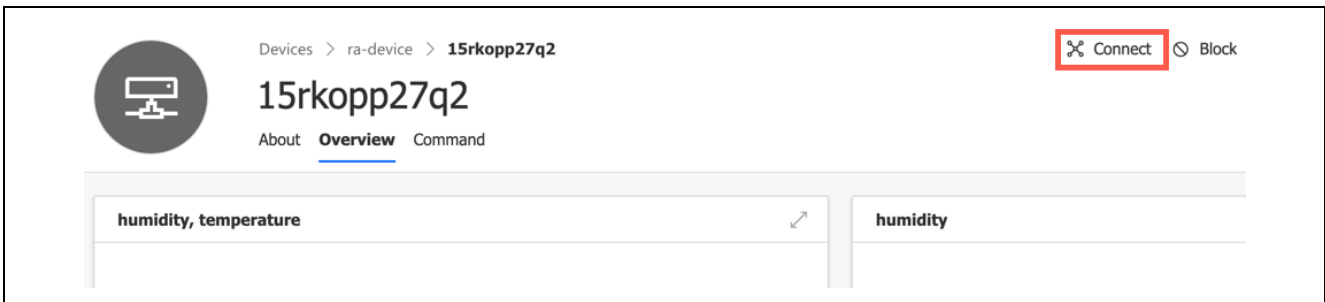 Devices > ra-device > 15rkopp27q2
Connect
Block
15rkopp27q2
About Overview Command
humidity, temperature
humidity